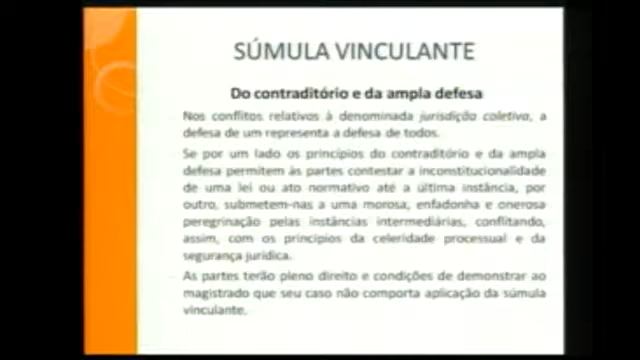 SÚMULA VINCULANTE
Do contraditório e da ampla defesa
Nos conflitos relativos à denominada jurisdição coletiva, a
defesa de um representa a defesa de todos.
Se por um lado os princípios do contraditório e da ampla
defesa permitem às partes contestar a inconstitucionalidade
de uma lei ou ato normativo até a última instância, por
outro, submetem-nas a uma morosa, enfadonha e onerosa
peregrinação pelas instâncias intermediárias, conflitando,
assim, com os princípios da celeridade processual e da
segurança jurídica.
As partes terão pleno direito e condições de demonstrar ao
magistrado que seu caso não comporta aplicação da súmula
vinculante.